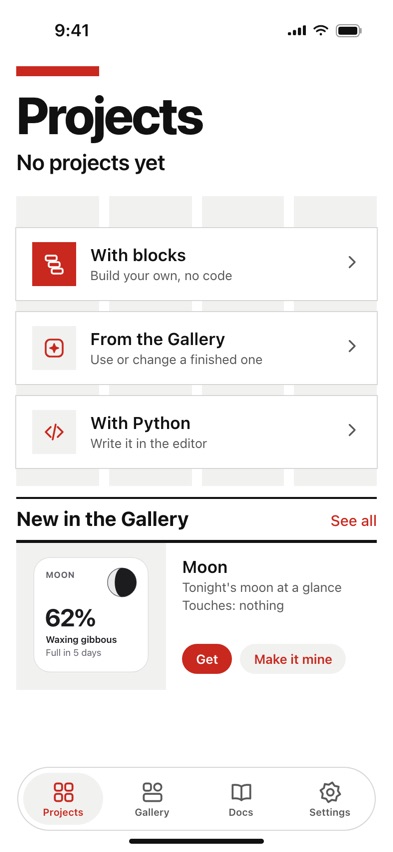 9:41
Projects
No projects yet
With blocks
Build your own, no code
From the Gallery
Use or change a finished one
With Python
Write it in the editor
New in the Gallery
See all
MOON
62%
Waxing gibbous
Full in 5 days
Moon
Tonight's moon at a glance
Touches: nothing
Get
Make it mine
Projects
Gallery
Docs
Settings